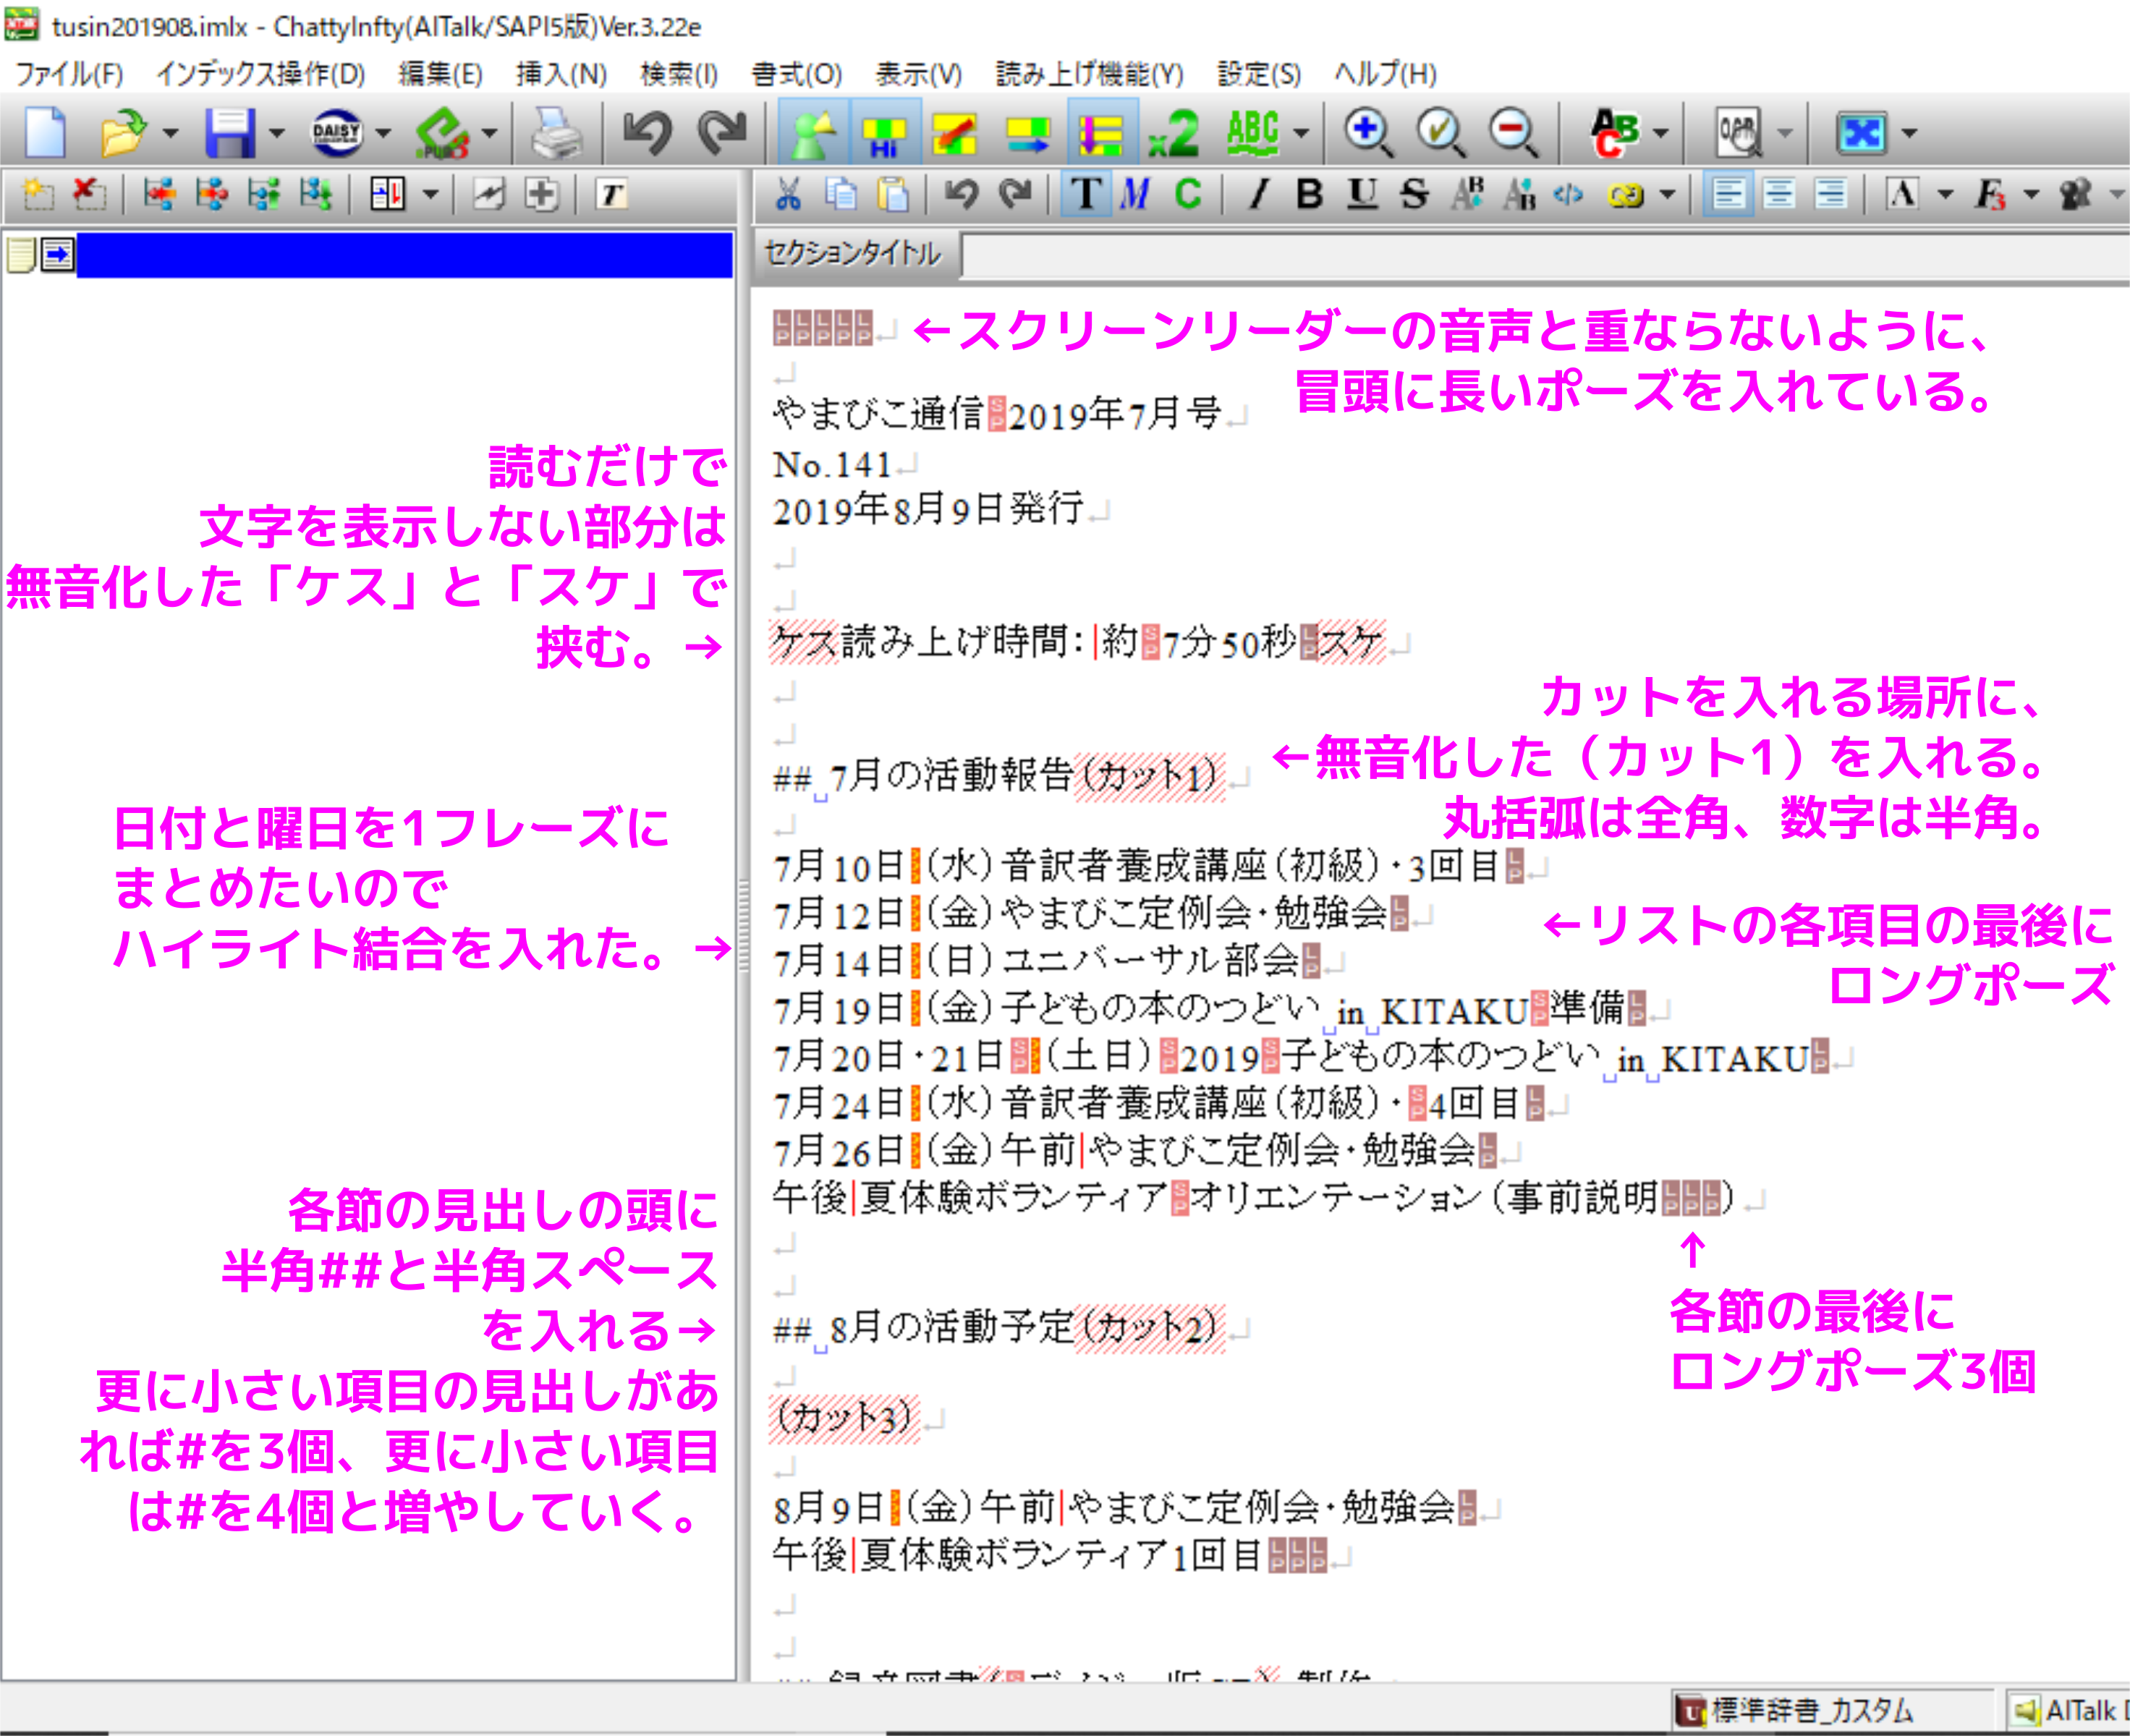 tusin201908.imlx - ChattyInfty(AITalk/SAPI5版)Ver.3.22e
ファイル(F) インデックス操作(D) 編集(E) 挿入(N) 検索(I) 書式(O) 表示(V) 読み上げ機能(Y) 設定(S) ヘルプ(H)
セクションタイトル
←スクリーンリーダーの音声と重ならないように、
冒頭に長いポーズを入れている。
やまびこ通信 2019年7月号
No.141
2019年8月9日発行
読むだけで
文字を表示しない部分は
無音化した「ケス」と「スケ」で
挟む。→
ケス読み上げ時間:|約 7分50秒 スケ
カットを入れる場所に、
←無音化した（カット1）を入れる。
丸括弧は全角、数字は半角。
## 7月の活動報告(カット1)
日付と曜日を1フレーズに
まとめたいので
ハイライト結合を入れた。→
7月10日(水)音訳者養成講座(初級)・3回目
7月12日(金)やまびこ定例会・勉強会
7月14日(日)ユニバーサル部会
7月19日(金)子どもの本のつどい in KITAKU 準備
7月20日・21日(土日)2019 子どもの本のつどい in KITAKU
7月24日(水)音訳者養成講座(初級)・4回目
7月26日(金)午前|やまびこ定例会・勉強会
午後|夏体験ボランティア オリエンテーション(事前説明)
←リストの各項目の最後に
ロングポーズ
↑
各節の最後に
ロングポーズ3個
各節の見出しの頭に
半角##と半角スペース
を入れる→
更に小さい項目の見出しがあ
れば#を3個、更に小さい項目
は#を4個と増やしていく。
## 8月の活動予定(カット2)
(カット3)
8月9日(金)午前|やまびこ定例会・勉強会
午後|夏体験ボランティア1回目
標準辞書_カスタム
AITalk